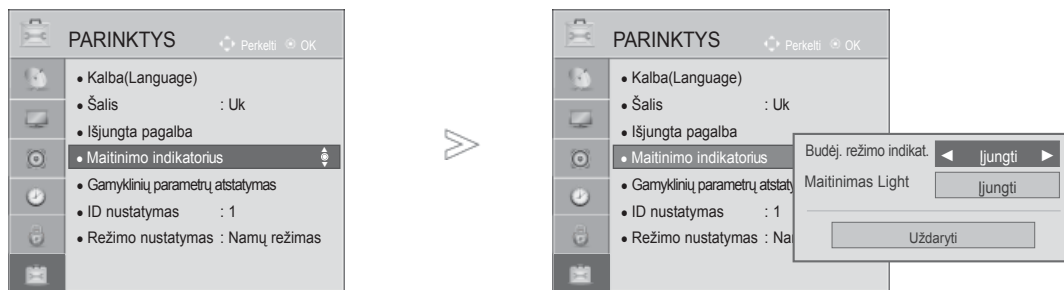 PARINKTYS Perkelti OK
• Kalba(Language)
• Šalis : Uk
• Išjungta pagalba
• Maitinimo indikatorius
• Gamyklinių parametrų atstatymas
• ID nustatymas : 1
• Režimo nustatymas : Namų režimas
PARINKTYS Perkelti OK
• Kalba(Language)
• Šalis : Uk
• Išjungta pagalba
• Maitinimo indikatorius
• Gamyklinių parametrų atstaty
• ID nustatymas : 1
• Režimo nustatymas : Na
Budėj. režimo indikat. ◄ Įjungti ►
Maitinimas Light Įjungti
Uždaryti